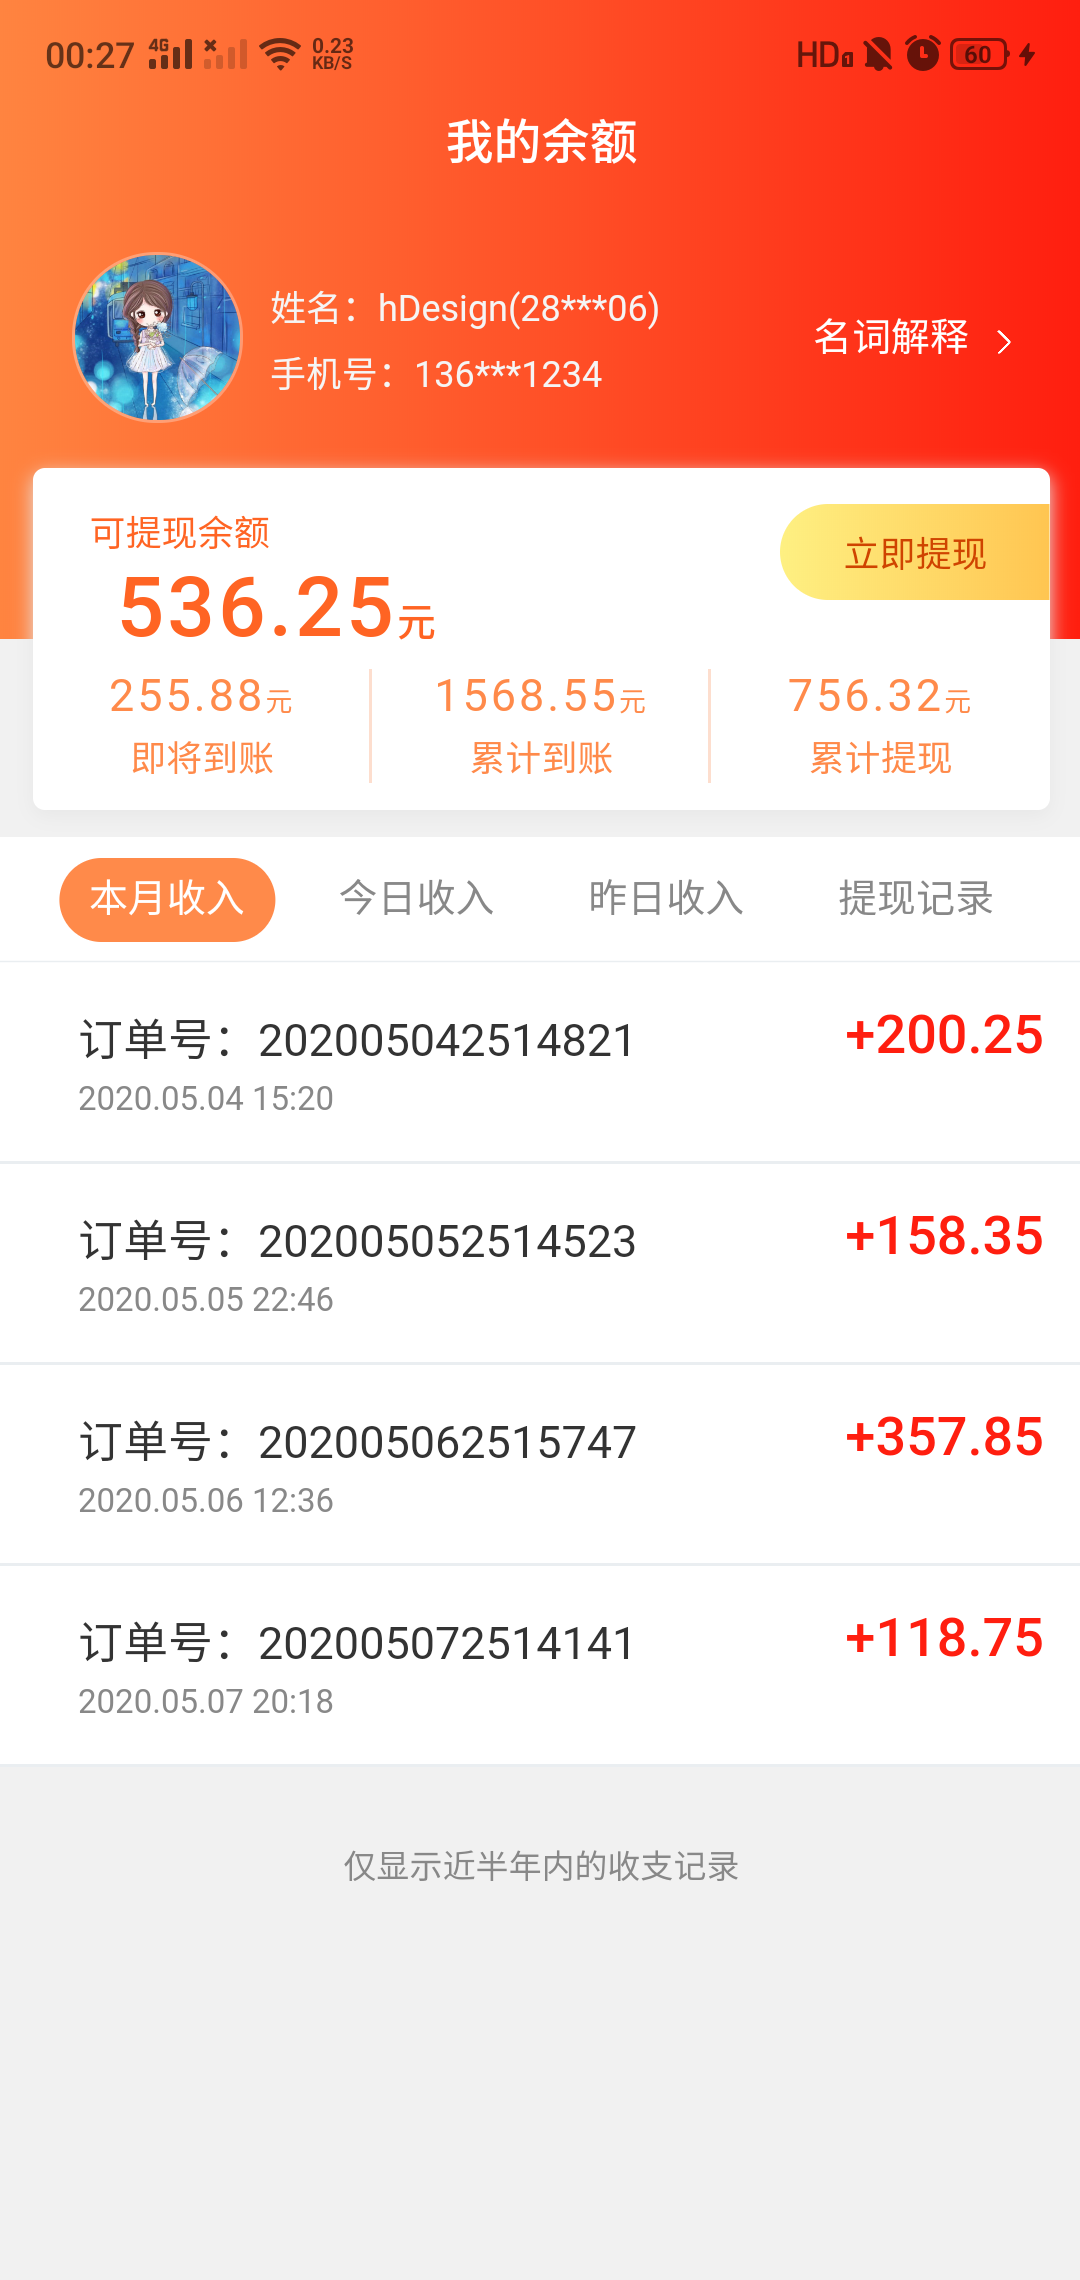 00:27 4G 0.23 KB/S HD1 60
我的余额
姓名：hDesign(28***06)
手机号：136***1234
名词解释
可提现余额
立即提现
536.25元
255.88元 1568.55元 756.32元
即将到账 累计到账 累计提现
本月收入 今日收入 昨日收入 提现记录
订单号：202005042514821 +200.25
2020.05.04 15:20
订单号：202005052514523 +158.35
2020.05.05 22:46
订单号：202005062515747 +357.85
2020.05.06 12:36
订单号：202005072514141 +118.75
2020.05.07 20:18
仅显示近半年内的收支记录